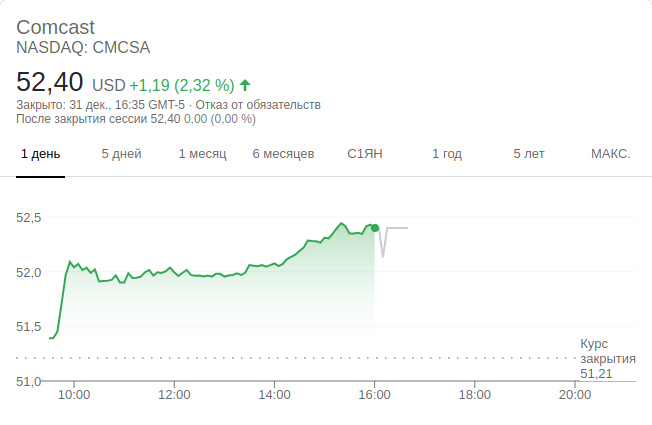 Comcast
NASDAQ: CMCSA
52,40 USD +1,19 (2,32 %)
Закрыто: 31 дек., 16:35 GMT-5 · Отказ от обязательств
После закрытия сессии 52,40 0,00 (0,00 %)
1 день 5 дней 1 месяц 6 месяцев С1ЯН 1 год 5 лет МАКС.
52,5
52,0
51,5
Курс
закрытия
51,21
51,0
10:00 12:00 14:00 16:00 18:00 20:00